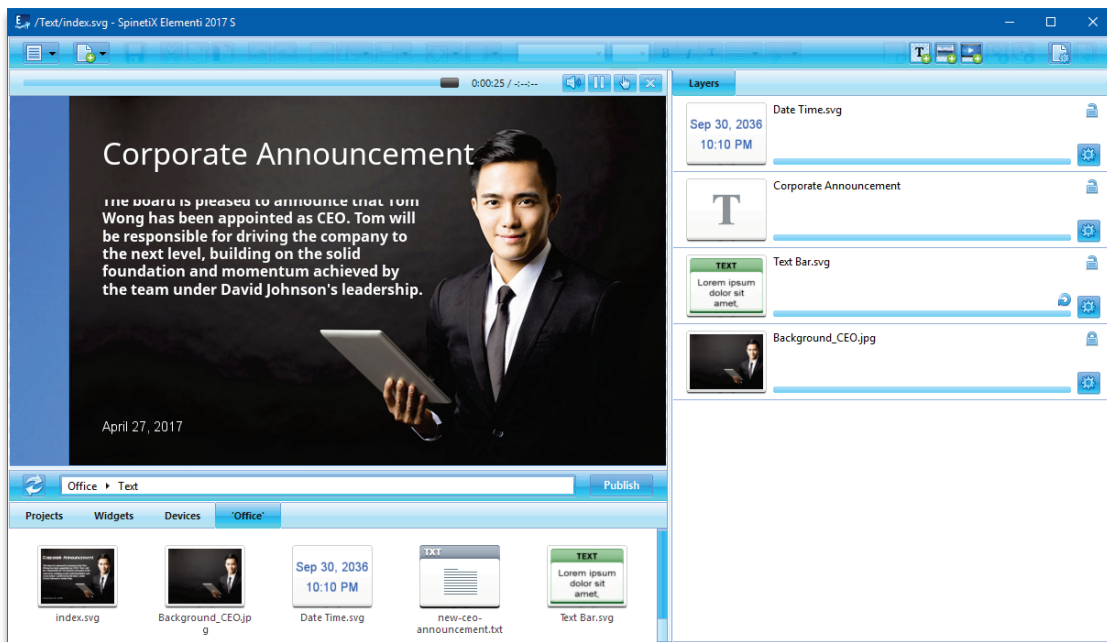 /Text/index.svg - SpinetiX Elementi 2017 S
T
B I T
0:00:25 / -:--:--
Corporate Announcement
The board is pleased to announce that Tom
Wong has been appointed as CEO. Tom will
be responsible for driving the company to
the next level, building on the solid
foundation and momentum achieved by
the team under David Johnson's leadership.
April 27, 2017
Office ▸ Text
Publish
Projects
Widgets
Devices
'Office'
index.svg
Background_CEO.jp
g
Sep 30, 2036
10:10 PM
Date Time.svg
TXT
new-ceo-
announcement.txt
TEXT
Lorem ipsum
dolor sit
amet,
Text Bar.svg
Layers
Sep 30, 2036
10:10 PM
Date Time.svg
T
Corporate Announcement
TEXT
Lorem ipsum
dolor sit
amet,
Text Bar.svg
Background_CEO.jpg